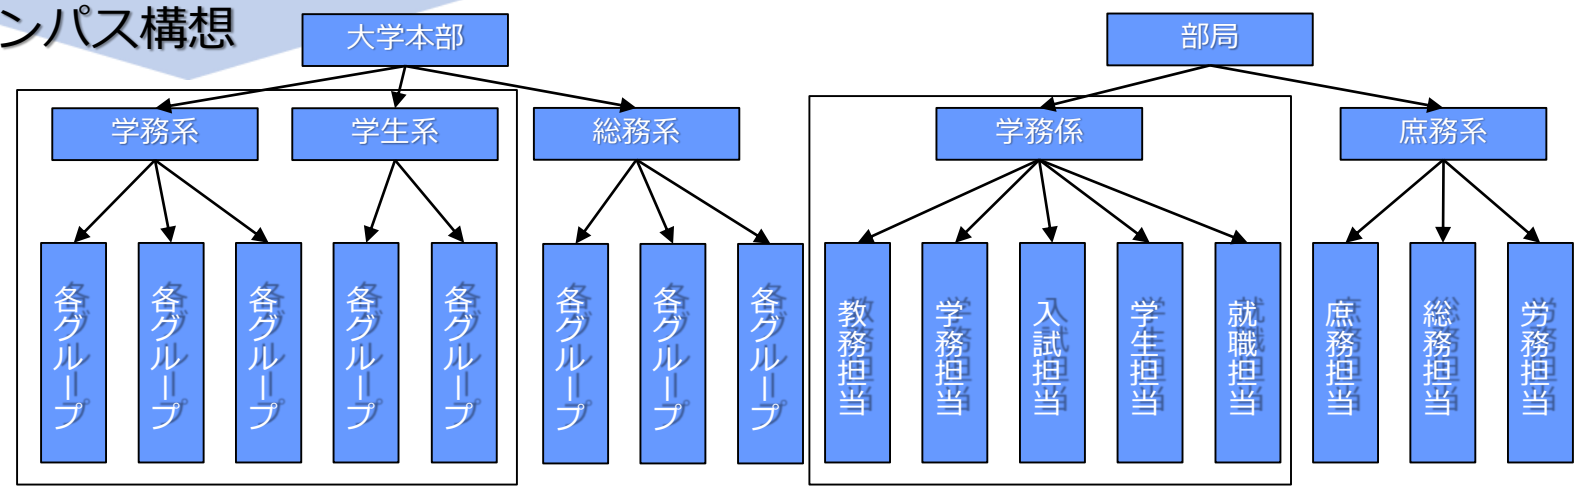 ンパス構想
大学本部
部局
学務系
学生系
総務系
学務係
庶務系
各グループ
各グループ
各グループ
各グループ
各グループ
各グループ
各グループ
各グループ
教務担当
学務担当
入試担当
学生担当
就職担当
庶務担当
総務担当
労務担当